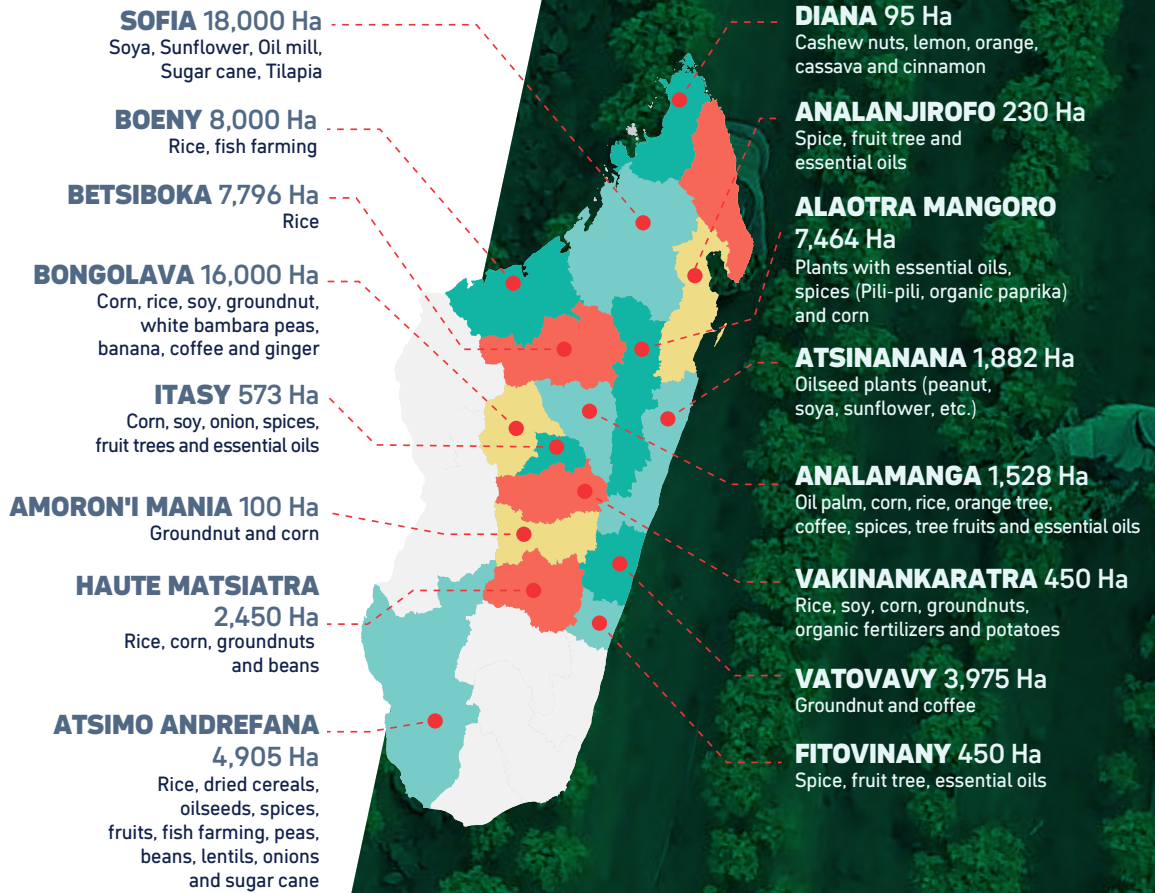 SOFIA 18,000 Ha
Soya, Sunflower, Oil mill,
Sugar cane, Tilapia
BOENY 8,000 Ha
Rice, fish farming
BETSIBOKA 7,796 Ha
Rice
BONGOLAVA 16,000 Ha
Corn, rice, soy, groundnut,
white bambara peas,
banana, coffee and ginger
ITASY 573 Ha
Corn, soy, onion, spices,
fruit trees and essential oils
AMORON'I MANIA 100 Ha
Groundnut and corn
HAUTE MATSIATRA
2,450 Ha
Rice, corn, groundnuts
and beans
ATSIMO ANDREFANA
4,905 Ha
Rice, dried cereals,
oilseeds, spices,
fruits, fish farming, peas,
beans, lentils, onions
and sugar cane
DIANA 95 Ha
Cashew nuts, lemon, orange,
cassava and cinnamon
ANALANJIROFO 230 Ha
Spice, fruit tree and
essential oils
ALAOTRA MANGORO
7,464 Ha
Plants with essential oils,
spices (Pili-pili, organic paprika)
and corn
ATSINANANA 1,882 Ha
Oilseed plants (peanut,
soya, sunflower, etc.)
ANALAMANGA 1,528 Ha
Oil palm, corn, rice, orange tree,
coffee, spices, tree fruits and essential oils
VAKINANKARATRA 450 Ha
Rice, soy, corn, groundnuts,
organic fertilizers and potatoes
VATOVAVY 3,975 Ha
Groundnut and coffee
FITOVINANY 450 Ha
Spice, fruit tree, essential oils